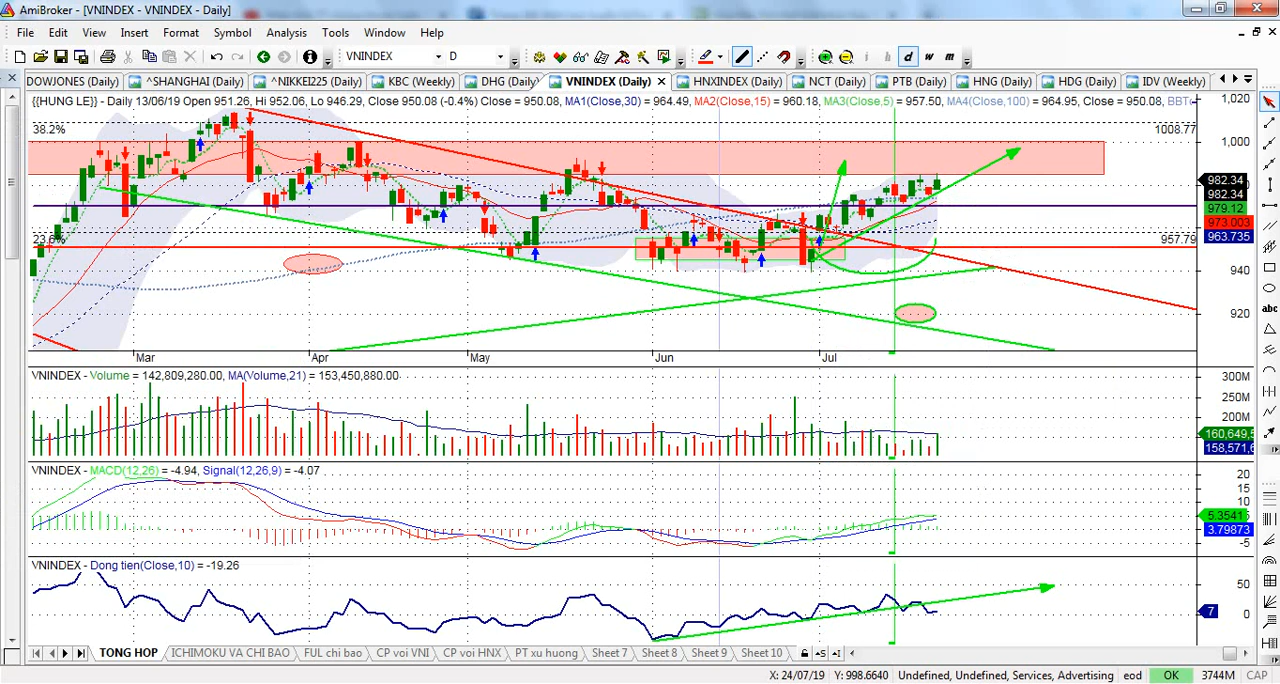 AmiBroker - [VNINDEX - VNINDEX - Daily]
File Edit View Insert Format Symbol Analysis Tools Window Help
VNINDEX D i h d w m
DOWJONES (Daily) ^SHANGHAI (Daily) ^NIKKEI225 (Daily) KBC (Weekly) DHG (Daily) VNINDEX (Daily) HNXINDEX (Daily) NCT (Daily) PTB (Daily) HNG (Daily) HDG (Daily) IDV (Weekly)
{{HUNG LE}} - Daily 13/06/19 Open 951.26, Hi 952.06, Lo 946.29, Close 950.08 (-0.4%) Close = 950.08, MA1(Close,30) = 964.49, MA2(Close,15) = 960.18, MA3(Close,5) = 957.50, MA4(Close,100) = 964.95, Close = 950.08, BBT
1,020
38.2% 1008.77
1,000
982.34
982.34
979.12
973.003
963.735
23.6% 957.79
940
920
abc
Mar Apr May Jun Jul
VNINDEX - Volume = 142,809,280.00, MA(Volume,21) = 153,450,880.00
300M
250M
200M
160,649,5
158,571,6
VNINDEX - MACD(12,26) = -4.94, Signal(12,26,9) = -4.07
20
15
10
5.3541
3.79873
-5
VNINDEX - Dong tien(Close,10) = -19.26
50
7
0
TONG HOP ICHIMOKU VA CHI BAO FUL chi bao CP voi VNI CP voi HNX PT xu huong Sheet 7 Sheet 8 Sheet 9 Sheet 10
X: 24/07/19 Y: 998.6640 Undefined, Undefined, Services, Advertising eod OK 3744M CAP